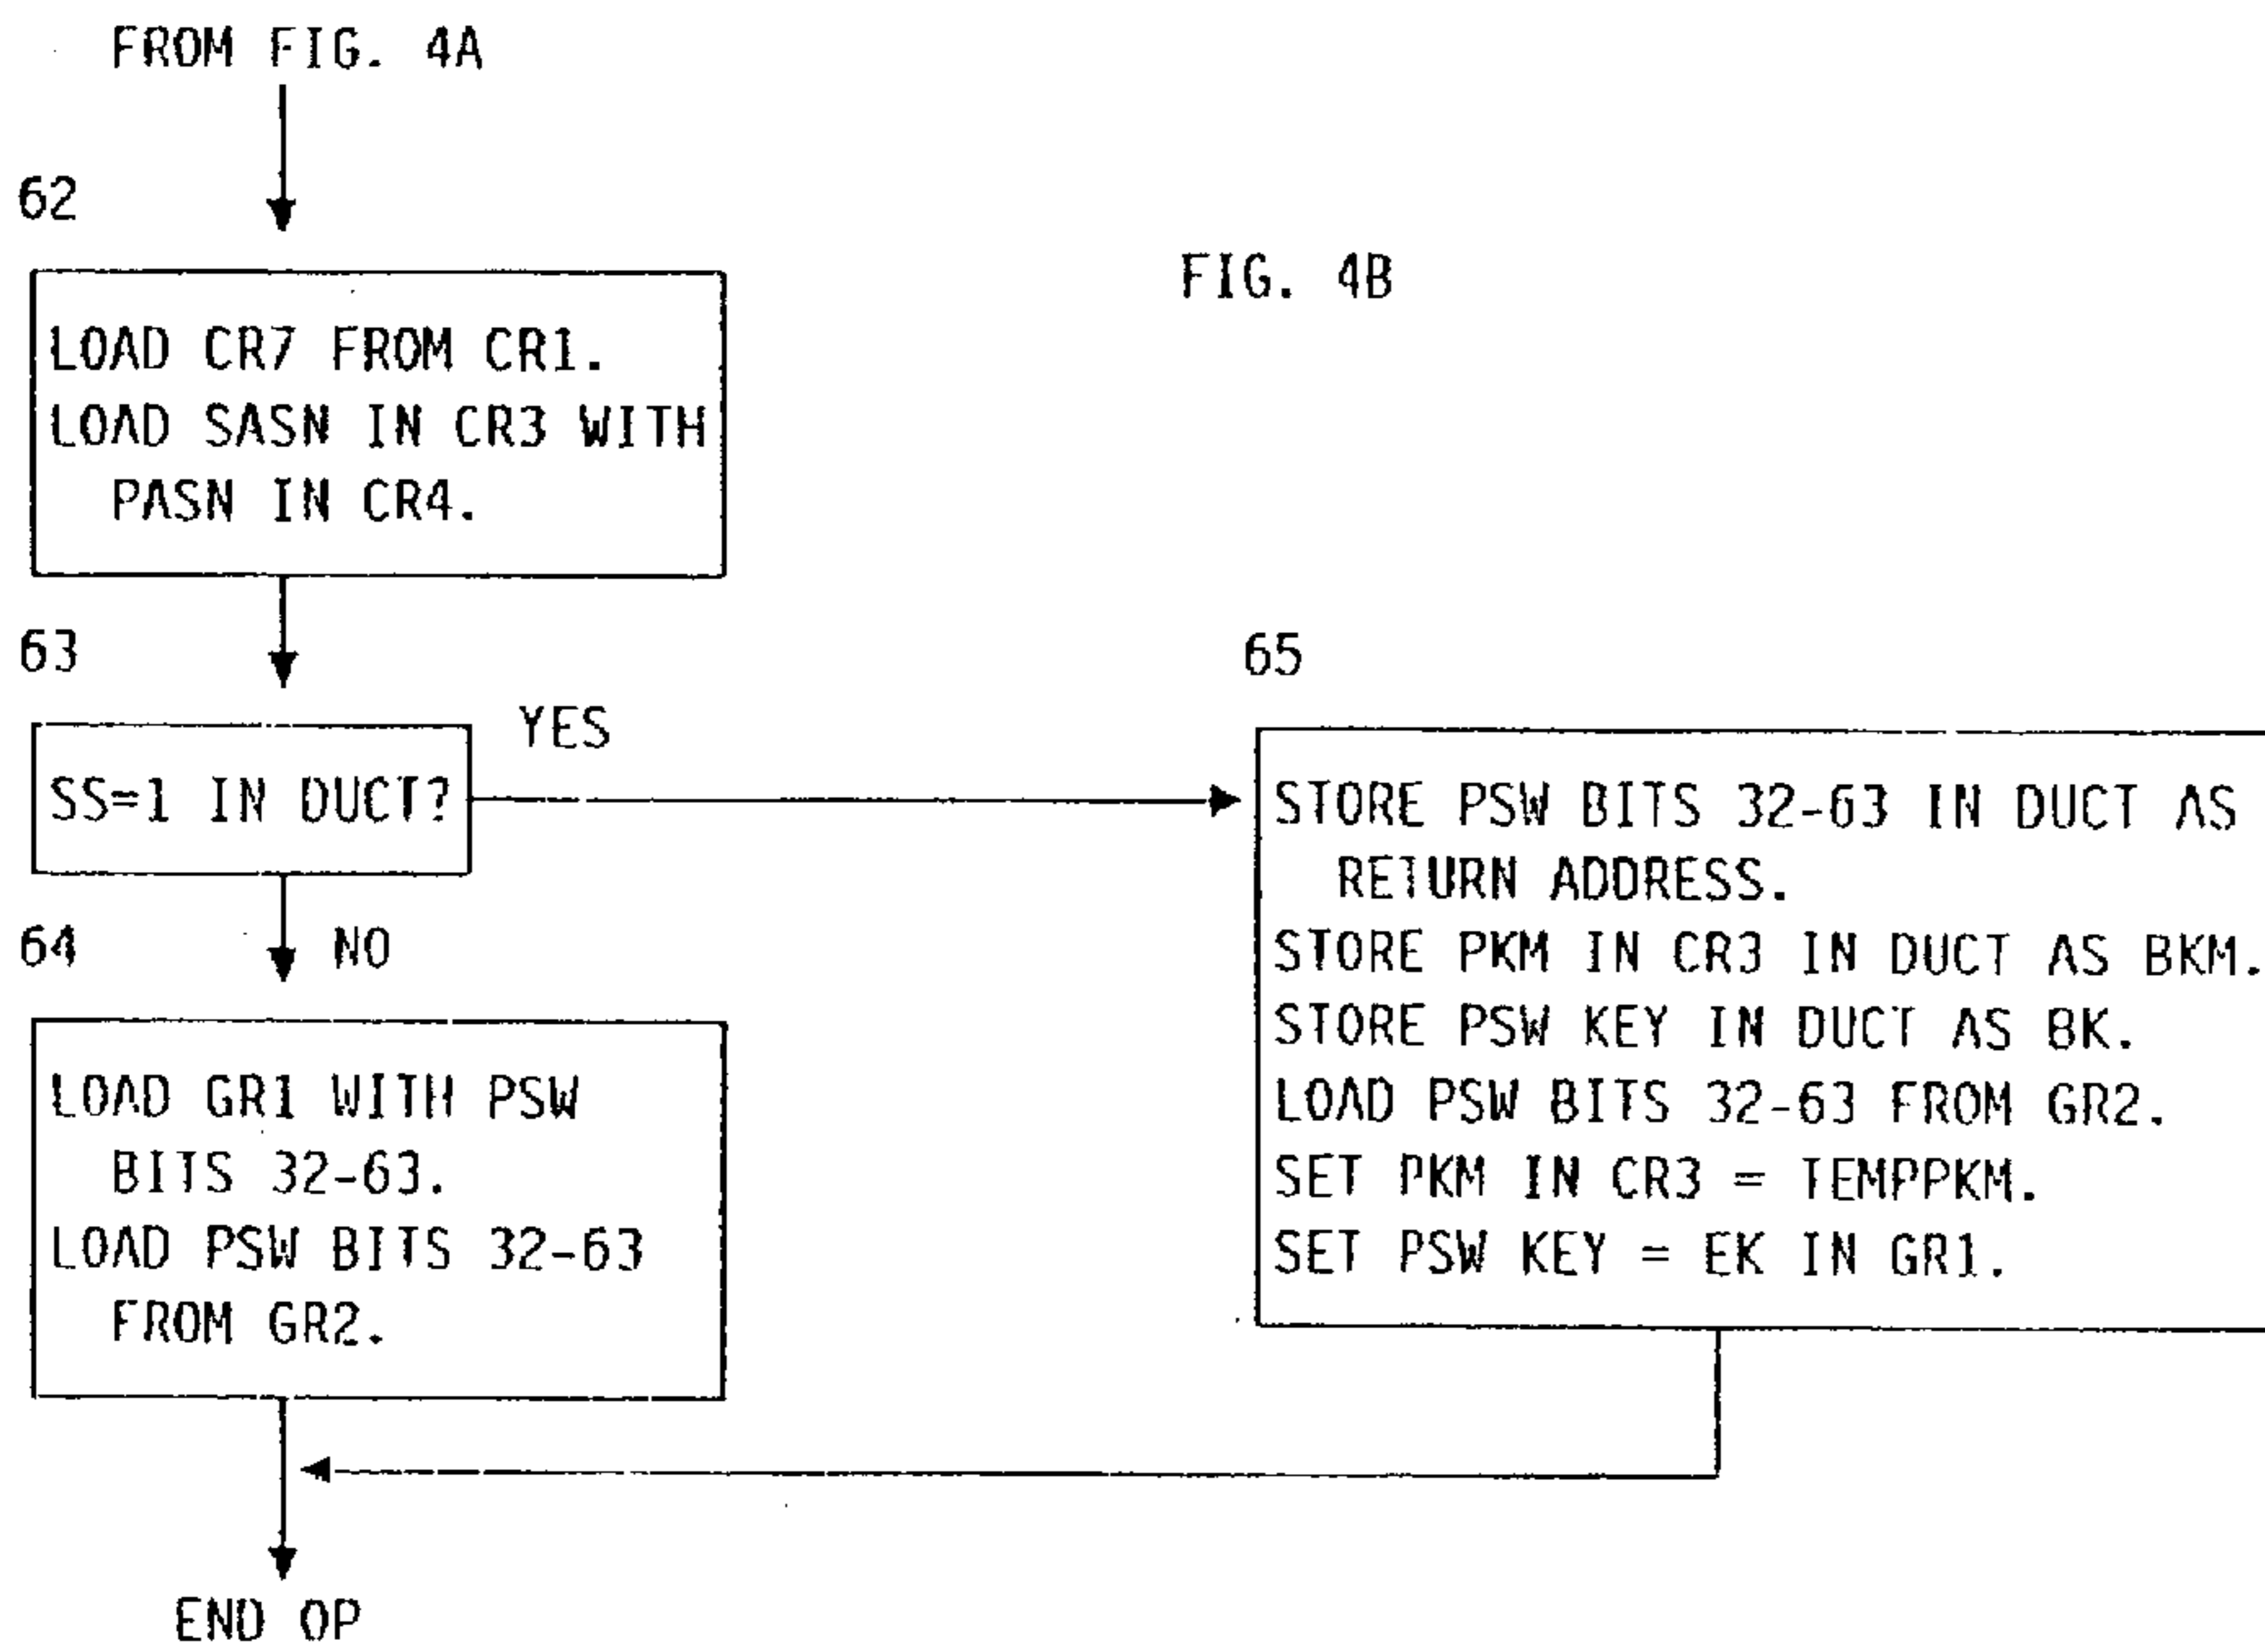 FROM FIG. 4A
62
FIG. 4B
LOAD CR7 FROM CR1.
LOAD SASN IN CR3 WITH
PASN IN CR4.
63
SS=1 IN DUCT?
YES
NO
64
LOAD GR1 WITH PSW
BITS 32-63.
LOAD PSW BITS 32-63
FROM GR2.
65
STORE PSW BITS 32-63 IN DUCT AS
RETURN ADDRESS.
STORE PKM IN CR3 IN DUCT AS BKM.
STORE PSW KEY IN DUCT AS BK.
LOAD PSW BITS 32-63 FROM GR2.
SET PKM IN CR3 = TEMPPKM.
SET PSW KEY = EK IN GR1.
END OP